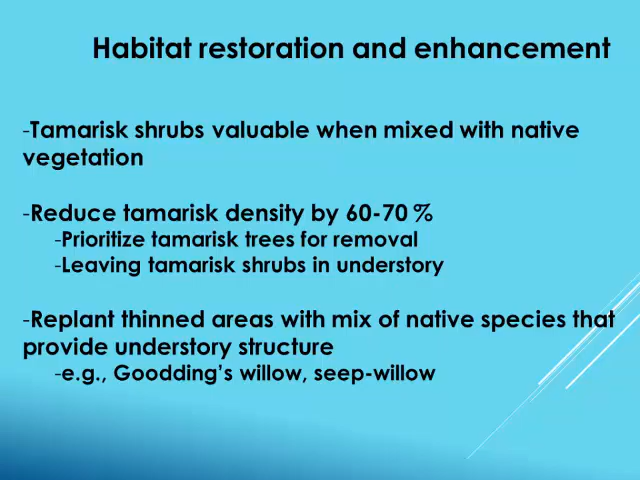 Habitat restoration and enhancement
-Tamarisk shrubs valuable when mixed with native
vegetation
-Reduce tamarisk density by 60-70%
-Prioritize tamarisk trees for removal
-Leaving tamarisk shrubs in understory
-Replant thinned areas with mix of native species that
provide understory structure
-e.g., Goodding's willow, seep-willow